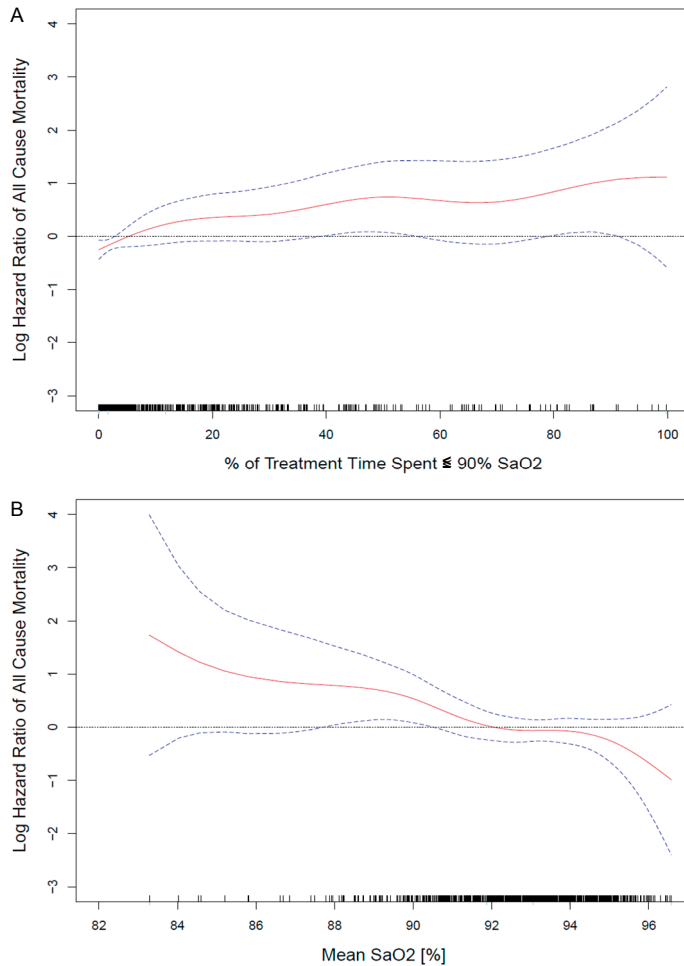 A
Log Hazard Ratio of All Cause Mortality
4
3
2
1
0
-1
-2
-3
0 20 40 60 80 100
% of Treatment Time Spent ≦ 90% SaO2
B
Log Hazard Ratio of All Cause Mortality
4
3
2
1
0
-1
-2
-3
82 84 86 88 90 92 94 96
Mean SaO2 [%]